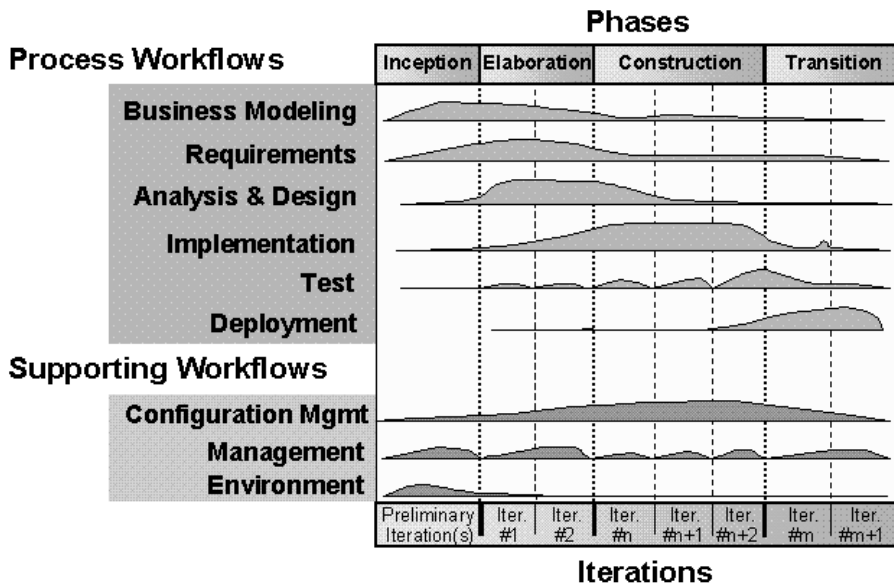 Phases
Process Workflows
Inception Elaboration Construction Transition
Business Modeling
Requirements
Analysis & Design
Implementation
Test
Deployment
Supporting Workflows
Configuration Mgmt
Management
Environment
Preliminary Iter. Iter. Iter. Iter. Iter. Iter. Iter.
Iteration(s) #1 #2 #n #n+1 #n+2 #m #m+1
Iterations